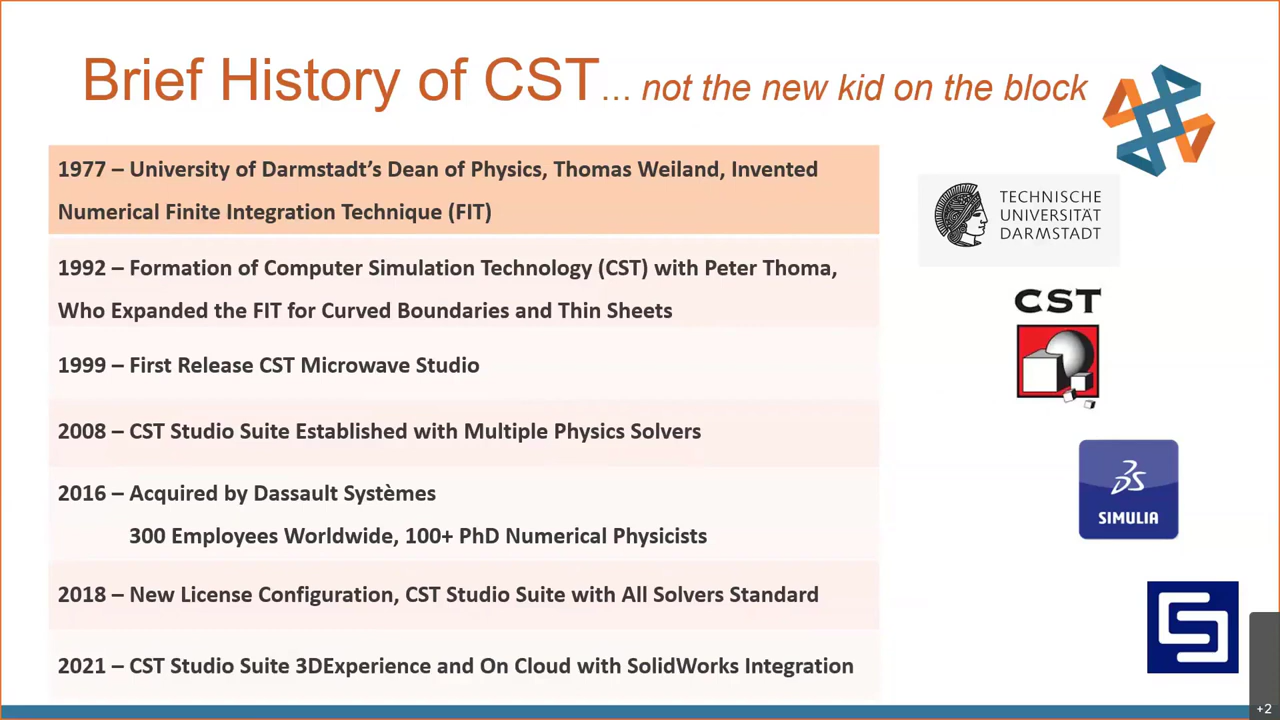 Brief History of CST... not the new kid on the block
1977 – University of Darmstadt’s Dean of Physics, Thomas Weiland, Invented
Numerical Finite Integration Technique (FIT)
1992 – Formation of Computer Simulation Technology (CST) with Peter Thoma,
Who Expanded the FIT for Curved Boundaries and Thin Sheets
1999 – First Release CST Microwave Studio
2008 – CST Studio Suite Established with Multiple Physics Solvers
2016 – Acquired by Dassault Systèmes
300 Employees Worldwide, 100+ PhD Numerical Physicists
2018 – New License Configuration, CST Studio Suite with All Solvers Standard
2021 – CST Studio Suite 3DExperience and On Cloud with SolidWorks Integration
TECHNISCHE
UNIVERSITÄT
DARMSTADT
CST
3DS
SIMULIA
+2